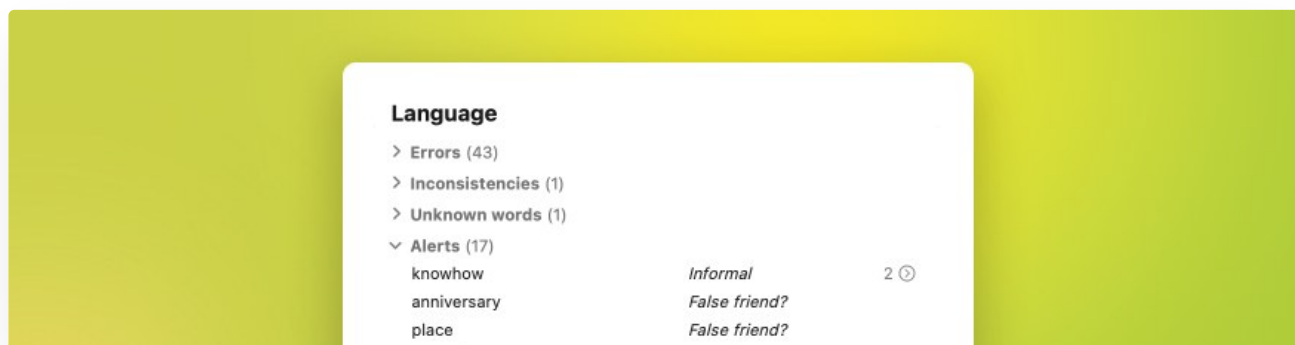 Language
Errors (43)
Inconsistencies (1)
Unknown words (1)
Alerts (17)
knowhow Informal 2
anniversary False friend?
place False friend?